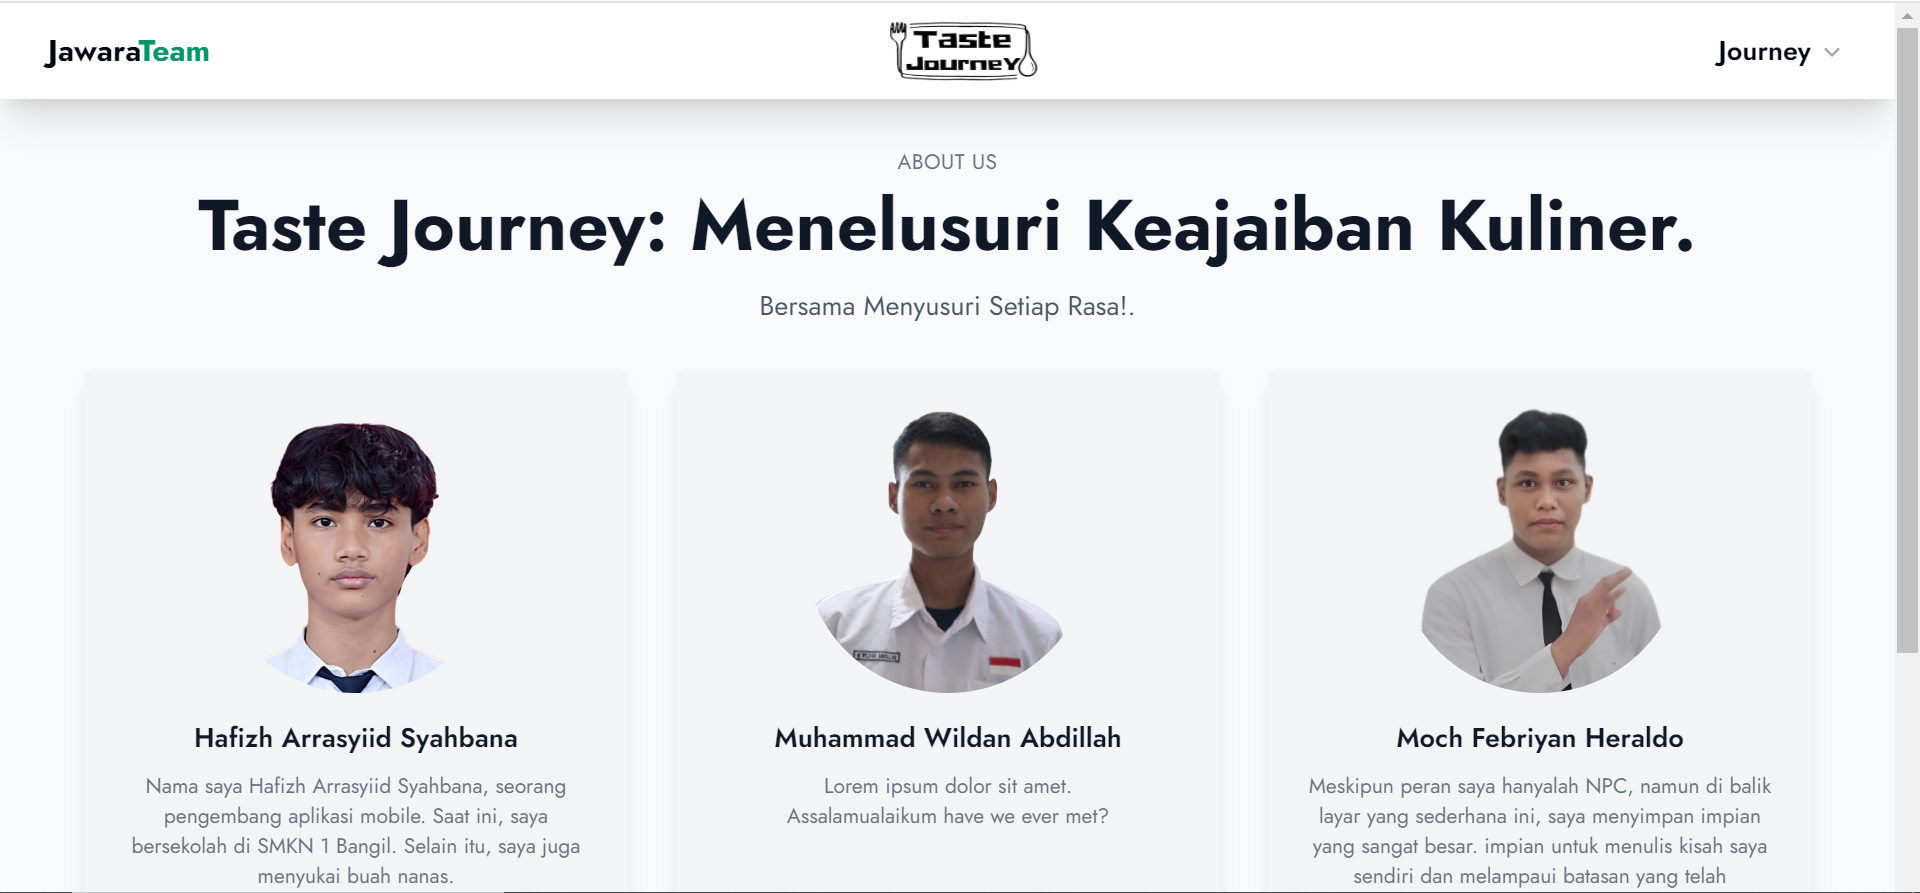 JawaraTeam
Taste
Journey
Journey
ABOUT US
Taste Journey: Menelusuri Keajaiban Kuliner.
Bersama Menyusuri Setiap Rasa!.
Hafizh Arrasyiid Syahbana
Nama saya Hafizh Arrasyiid Syahbana, seorang
pengembang aplikasi mobile. Saat ini, saya
bersekolah di SMKN 1 Bangil. Selain itu, saya juga
menyukai buah nanas.
Muhammad Wildan Abdillah
Lorem ipsum dolor sit amet.
Assalamualaikum have we ever met?
Moch Febriyan Heraldo
Meskipun peran saya hanyalah NPC, namun di balik
layar yang sederhana ini, saya menyimpan impian
yang sangat besar. impian untuk menulis kisah saya
sendiri dan melampaui batasan yang telah